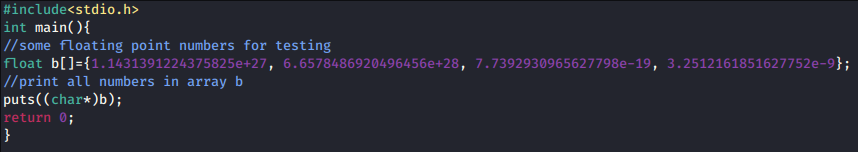 #include<stdio.h>
int main(){
//some floating point numbers for testing
float b[]={1.1431391224375825e+27, 6.6578486920496456e+28, 7.7392930965627798e-19, 3.2512161851627752e-9};
//print all numbers in array b
puts((char*)b);
return 0;
}